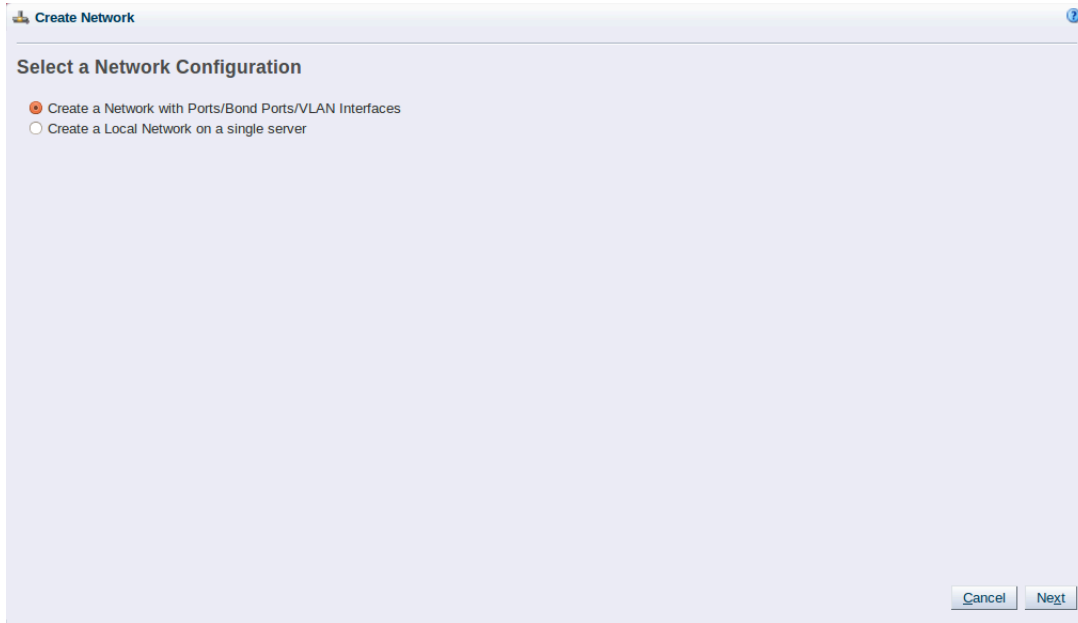 Create Network
?
Select a Network Configuration
Create a Network with Ports/Bond Ports/VLAN Interfaces
Create a Local Network on a single server
Cancel
Next